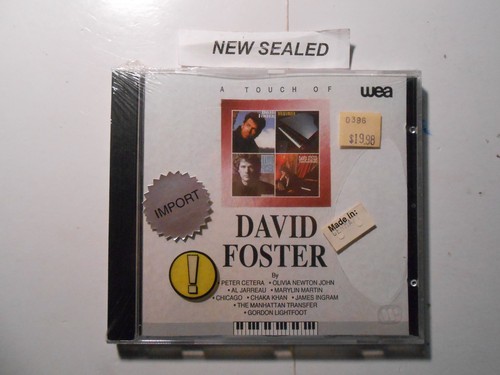 NEW SEALED
A TOUCH OF
wea
0386
$19.98
IMPORT
DAVID
FOSTER
Made in:
!
By
• PETER CETERA • OLIVIA NEWTON JOHN
• AL JARREAU • MARYLIN MARTIN
• CHICAGO • CHAKA KHAN • JAMES INGRAM
• THE MANHATTAN TRANSFER
• GORDON LIGHTFOOT